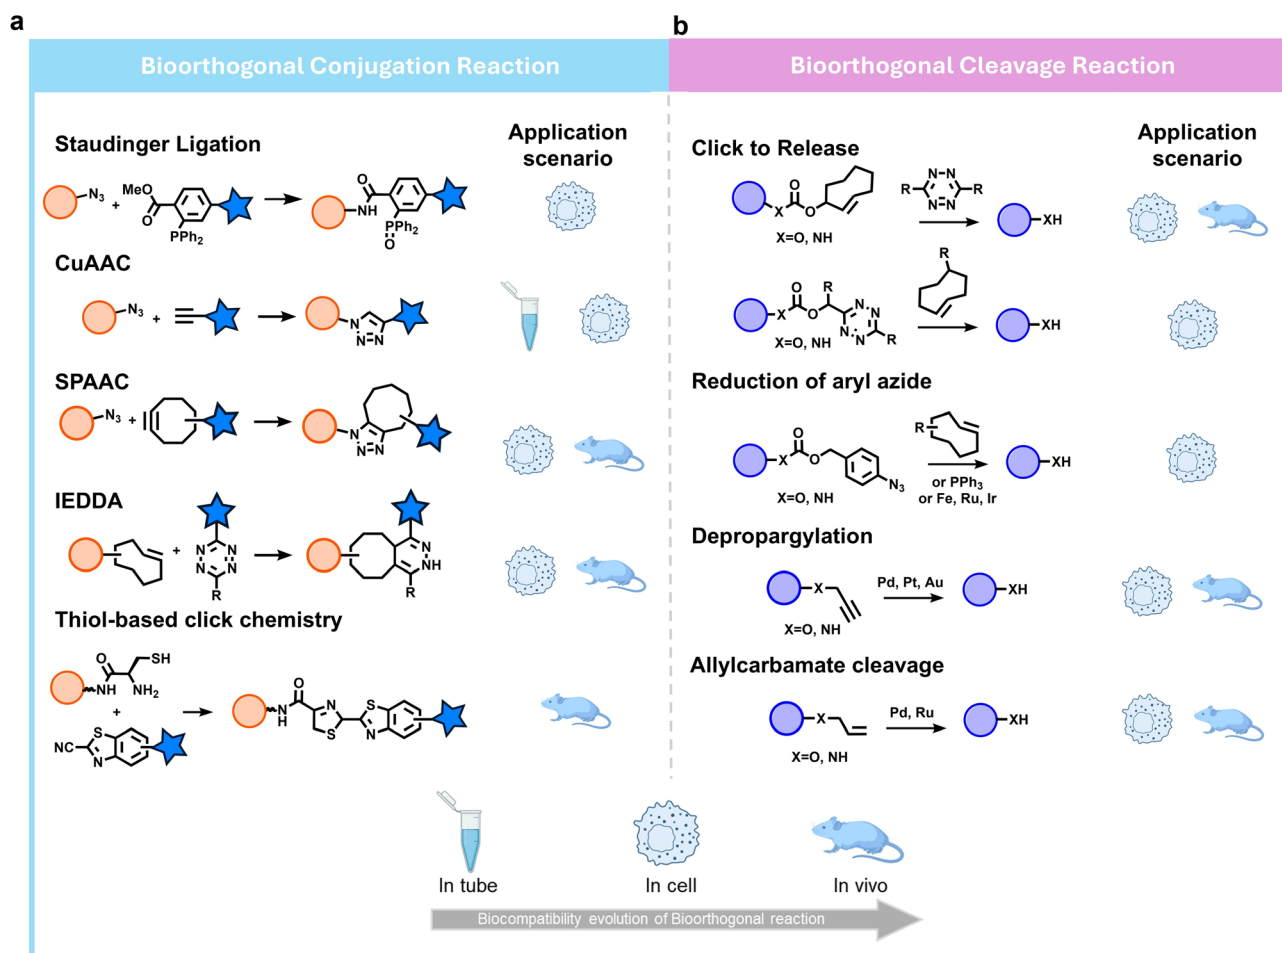 a
b
Bioorthogonal Conjugation Reaction
Bioorthogonal Cleavage Reaction
Application
scenario
Staudinger Ligation
N3
+
MeO
O
PPh2
O
NH
PPh2
O
CuAAC
N3
+
N
N=N
SPAAC
N3
+
N
N=N
IEDDA
+
N N
N N
R
N
NH
R
Thiol-based click chemistry
O
SH
NH NH2
+
NC
S
N
O
N
H
N
S
S
N
Application
scenario
Click to Release
X
O
O
X=O, NH
N=N
R R
N=N
XH
X
O
O
R
N=N
N=N
R
X=O, NH
R
XH
Reduction of aryl azide
X
O
O
N3
X=O, NH
R
or PPh3
or Fe, Ru, Ir
XH
Depropargylation
X
X=O, NH
Pd, Pt, Au
XH
Allylcarbamate cleavage
X
X=O, NH
Pd, Ru
XH
In tube
In cell
In vivo
Biocompatibility evolution of Bioorthogonal reaction